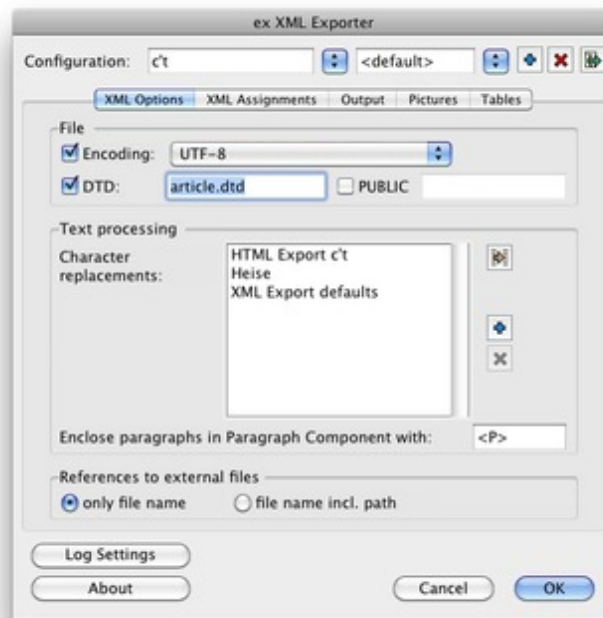 ex XML Exporter
Configuration: c't <default>
XML Options XML Assignments Output Pictures Tables
File
Encoding: UTF-8
DTD: article.dtd PUBLIC
Text processing
Character replacements:
HTML Export c't
Heise
XML Export defaults
Enclose paragraphs in Paragraph Component with: <P>
References to external files
only file name file name incl. path
Log Settings
About Cancel OK